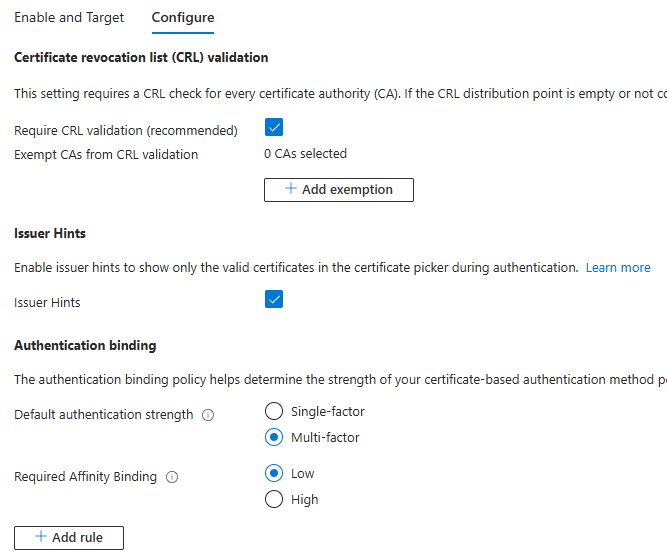 Enable and Target Configure
Certificate revocation list (CRL) validation
This setting requires a CRL check for every certificate authority (CA). If the CRL distribution point is empty or not
Require CRL validation (recommended)
Exempt CAs from CRL validation 0 CAs selected
+ Add exemption
Issuer Hints
Enable issuer hints to show only the valid certificates in the certificate picker during authentication. Learn more
Issuer Hints
Authentication binding
The authentication binding policy helps determine the strength of your certificate-based authentication method
Default authentication strength Single-factor
Multi-factor
Required Affinity Binding Low
High
+ Add rule